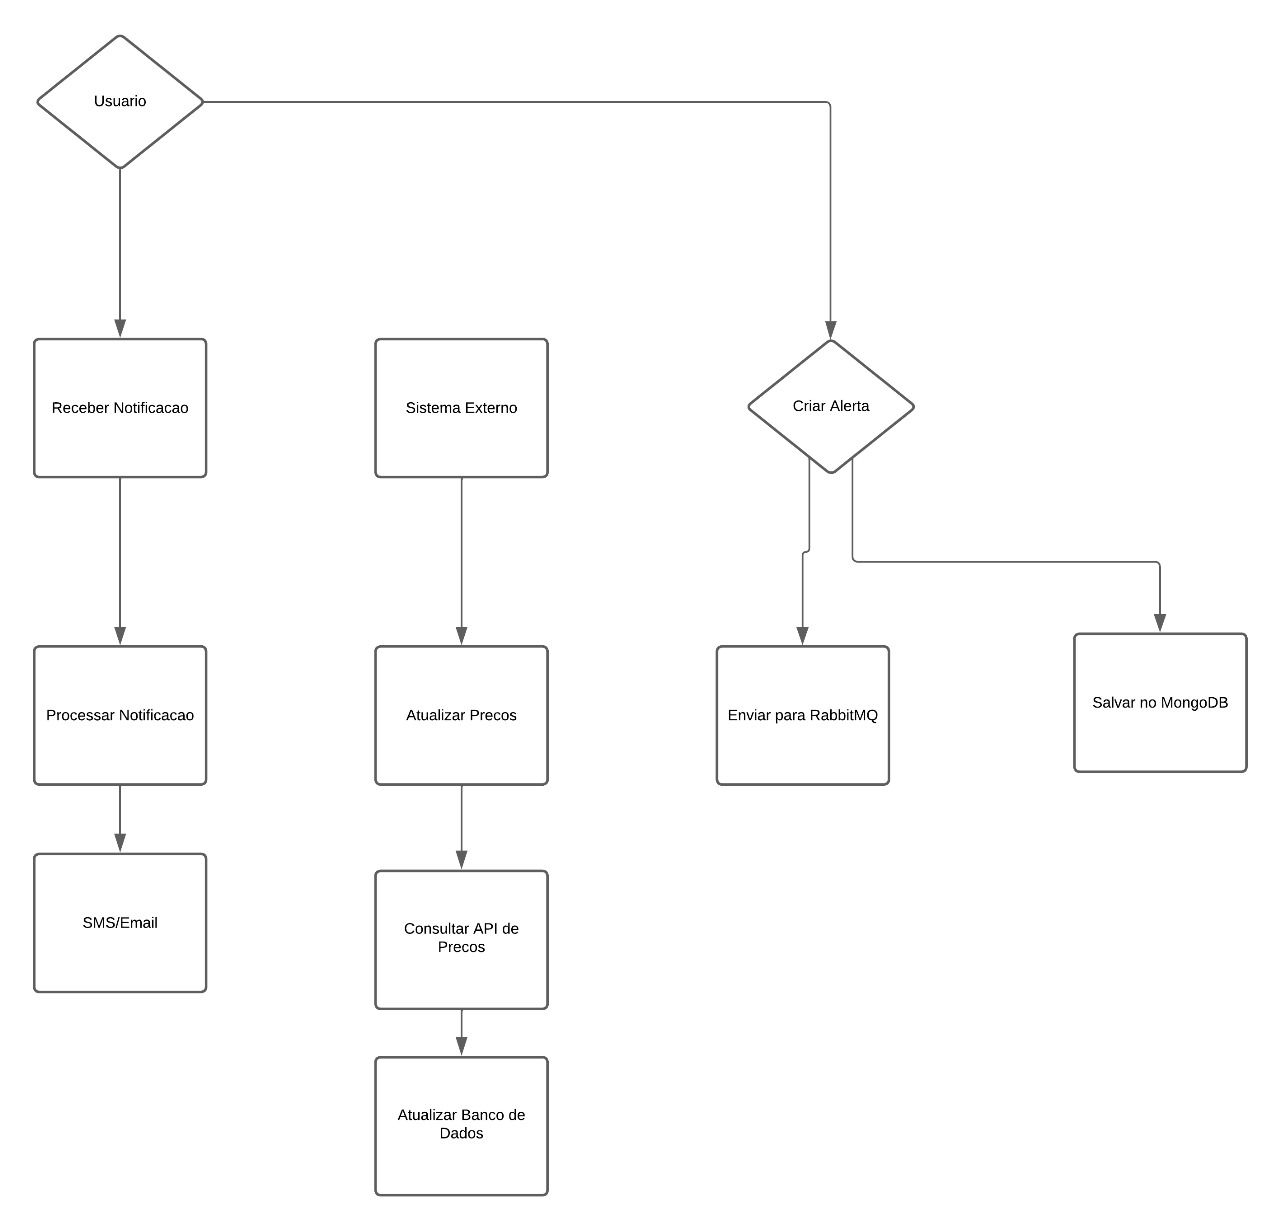 Usuario
Receber Notificacao
Sistema Externo
Criar Alerta
Processar Notificacao
Atualizar Precos
Enviar para RabbitMQ
Salvar no MongoDB
SMS/Email
Consultar API de
Precos
Atualizar Banco de
Dados